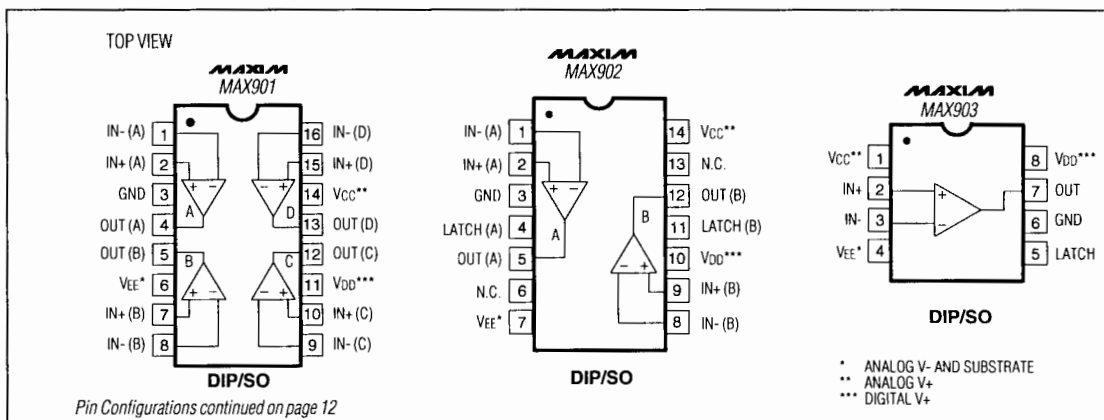 TOP VIEW
MAXIM
MAX901
IN- (A) 1
IN+ (A) 2
GND 3
OUT (A) 4
OUT (B) 5
VEE* 6
IN+ (B) 7
IN- (B) 8
16 IN- (D)
15 IN+ (D)
14 VCC**
13 OUT (D)
12 OUT (C)
11 VDD***
10 IN+ (C)
9 IN- (C)
+ -
A
- +
D
B
- +
C
+ -
DIP/SO
Pin Configurations continued on page 12
MAXIM
MAX902
IN- (A) 1
IN+ (A) 2
GND 3
LATCH (A) 4
OUT (A) 5
N.C. 6
VEE* 7
14 VCC**
13 N.C.
12 OUT (B)
11 LATCH (B)
10 VDD***
9 IN+ (B)
8 IN- (B)
+ -
A
B
- +
DIP/SO
MAXIM
MAX903
VCC** 1
IN+ 2
IN- 3
VEE* 4
8 VDD***
7 OUT
6 GND
5 LATCH
+
-
DIP/SO
* ANALOG V- AND SUBSTRATE
** ANALOG V+
*** DIGITAL V+